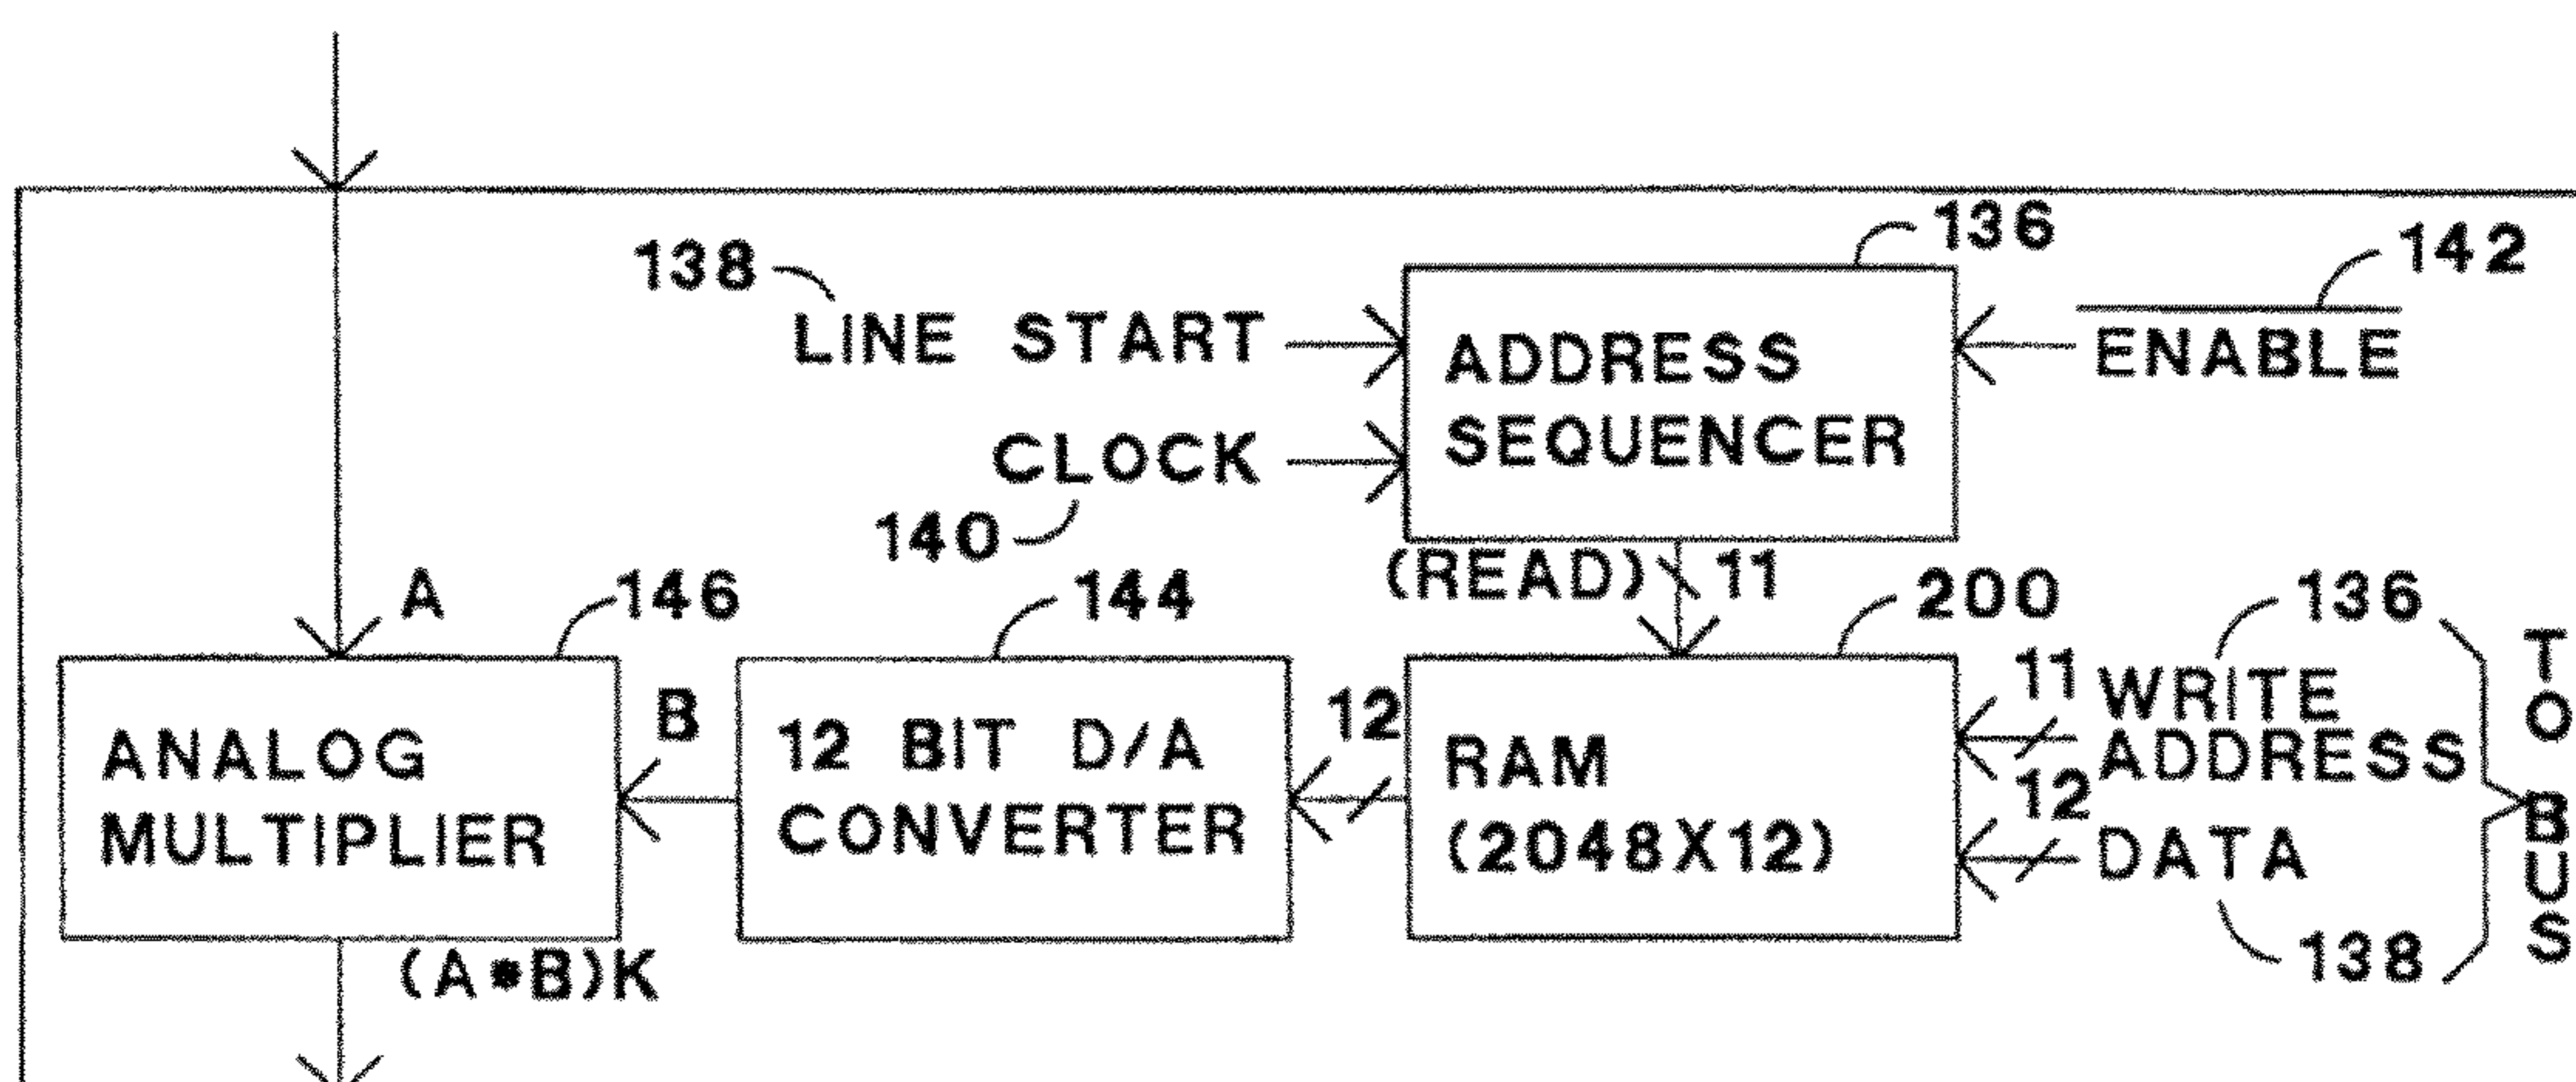 136
138
142
LINE START
ADDRESS
SEQUENCER
ENABLE
CLOCK
140
(READ) 11
A
146
144
200
136
11 WRITE
ADDRESS
B
12
12
ANALOG
MULTIPLIER
12 BIT D/A
CONVERTER
RAM
(2048X12)
DATA
138
TO BUS
(A*B)K